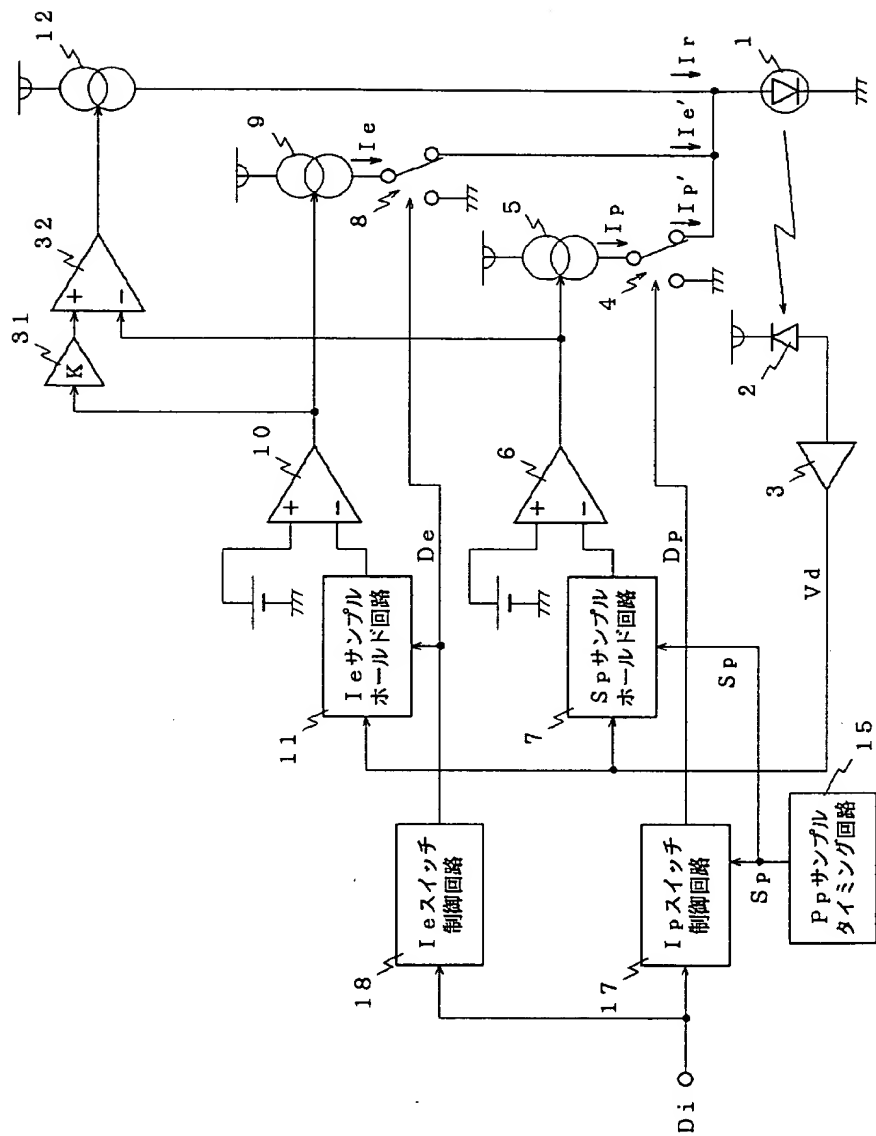 12
9
Ie
8
5
Ip
4
Ie'
Ip'
Ir
1
32
+
-
31
K
10
+
-
6
+
-
2
3
De
Dp
Vd
Ieサンプル
ホールド回路
11
Spサンプル
ホールド回路
7
Sp
15
Ieスイッチ
制御回路
18
Ipスイッチ
制御回路
17
Sp
Ppサンプル
タイミング回路
Di